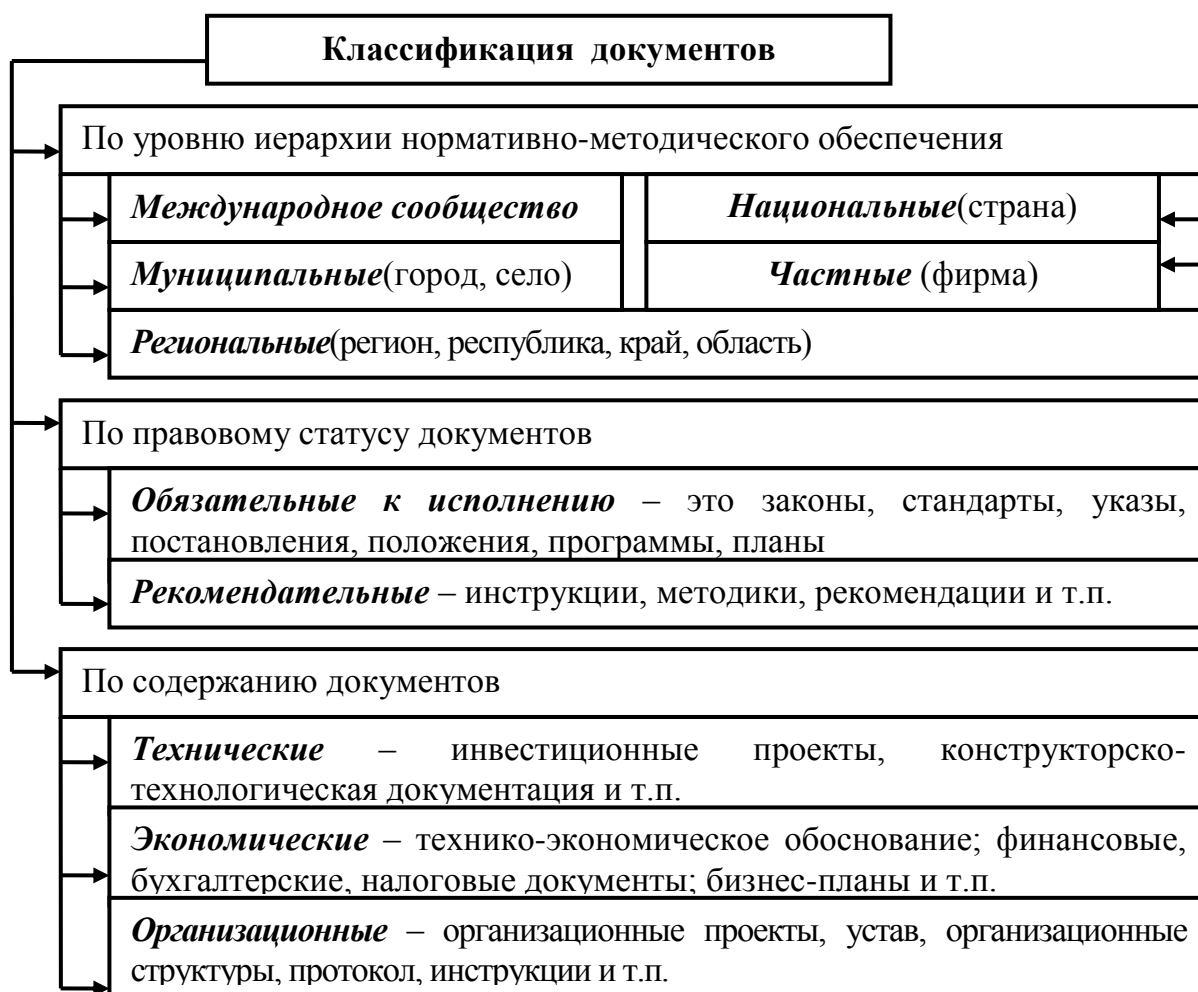 Классификация документов
По уровню иерархии нормативно-методического обеспечения
Международное сообщество
Национальные(страна)
Муниципальные(город, село)
Частные (фирма)
Региональные(регион, республика, край, область)
По правовому статусу документов
Обязательные к исполнению – это законы, стандарты, указы,
постановления, положения, программы, планы
Рекомендательные – инструкции, методики, рекомендации и т.п.
По содержанию документов
Технические – инвестиционные проекты, конструкторско-
технологическая документация и т.п.
Экономические – технико-экономическое обоснование; финансовые,
бухгалтерские, налоговые документы; бизнес-планы и т.п.
Организационные – организационные проекты, устав, организационные
структуры, протокол, инструкции и т.п.